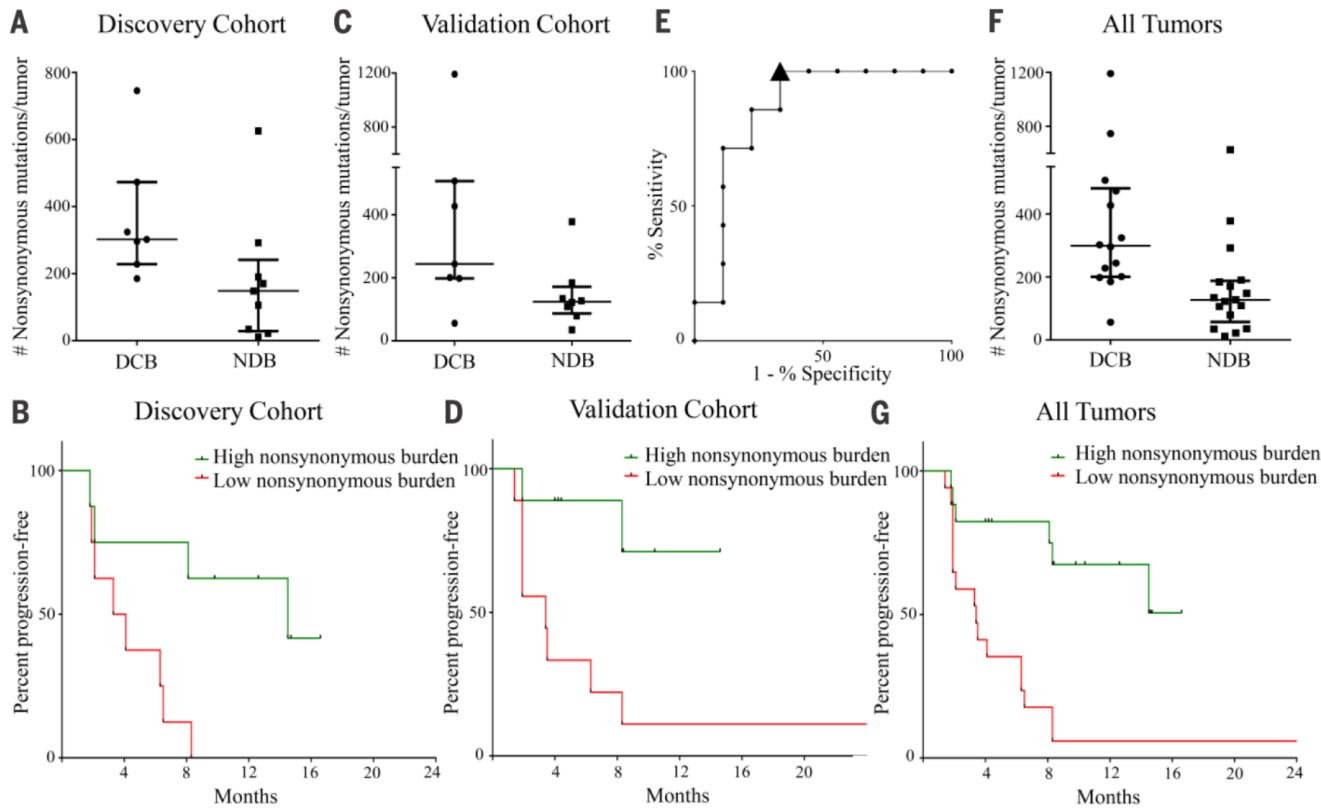 A Discovery Cohort
# Nonsynonymous mutations/tumor
800
600
400
200
0
DCB NDB
C Validation Cohort
# Nonsynonymous mutations/tumor
1200
800
400
200
0
DCB NDB
E
% Sensitivity
100
50
0
50 100
1 - % Specificity
F All Tumors
# Nonsynonymous mutations/tumor
1200
800
400
200
0
DCB NDB
B Discovery Cohort
High nonsynonymous burden
Low nonsynonymous burden
Percent progression-free
100
50
0
4 8 12 16 20 24
Months
D Validation Cohort
High nonsynonymous burden
Low nonsynonymous burden
Percent progression-free
100
50
0
4 8 12 16 20
Months
G All Tumors
High nonsynonymous burden
Low nonsynonymous burden
Percent progression-free
100
50
0
4 8 12 16 20 24
Months